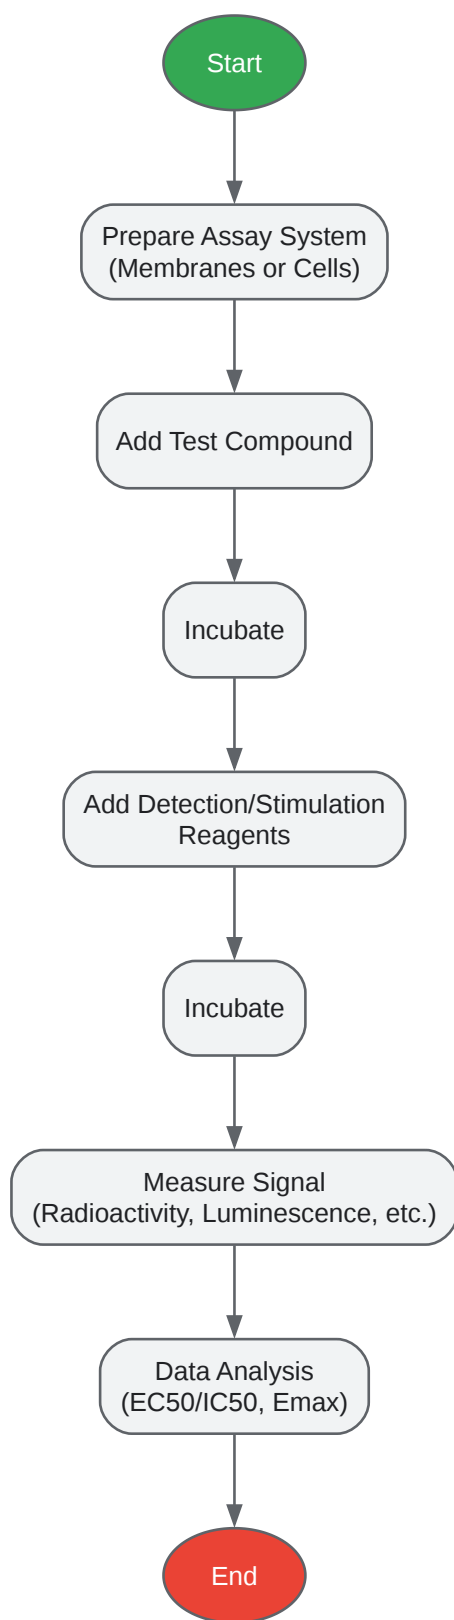 Start
Prepare Assay System
(Membranes or Cells)
Add Test Compound
Incubate
Add Detection/Stimulation
Reagents
Incubate
Measure Signal
(Radioactivity, Luminescence, etc.)
Data Analysis
(EC50/IC50, Emax)
End